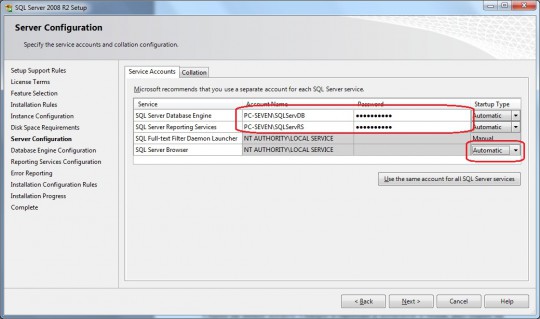 SQL Server 2008 R2 Setup
Server Configuration
Specify the service accounts and collation configuration.
Setup Support Rules
License Terms
Feature Selection
Installation Rules
Instance Configuration
Disk Space Requirements
Server Configuration
Database Engine Configuration
Reporting Services Configuration
Error Reporting
Installation Configuration Rules
Installation Progress
Complete
Service Accounts Collation
Microsoft recommends that you use a separate account for each SQL Server service.
Service Account Name Password Startup Type
SQL Server Database Engine PC-SEVEN\SQLServDB ●●●●●●●●●● Automatic
SQL Server Reporting Services PC-SEVEN\SQLServRS ●●●●●●●●●● Automatic
SQL Full-text Filter Daemon Launcher NT AUTHORITY\LOCAL SERVICE Manual
SQL Server Browser NT AUTHORITY\LOCAL SERVICE Automatic
Use the same account for all SQL Server services
< Back Next > Cancel Help